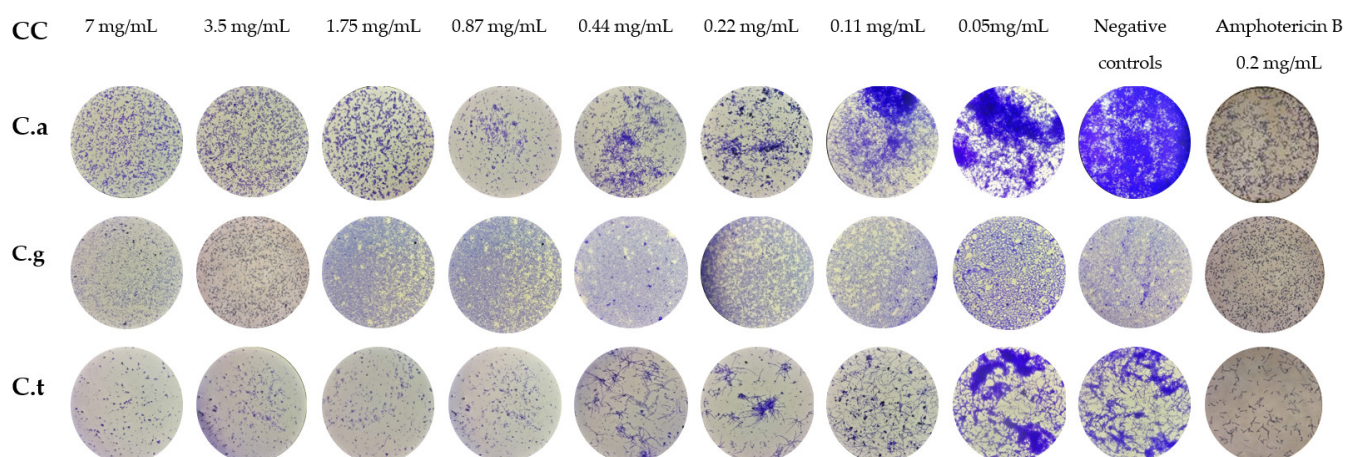 CC 7 mg/mL 3.5 mg/mL 1.75 mg/mL 0.87 mg/mL 0.44 mg/mL 0.22 mg/mL 0.11 mg/mL 0.05mg/mL Negative controls Amphotericin B 0.2 mg/mL
C.a
C.g
C.t